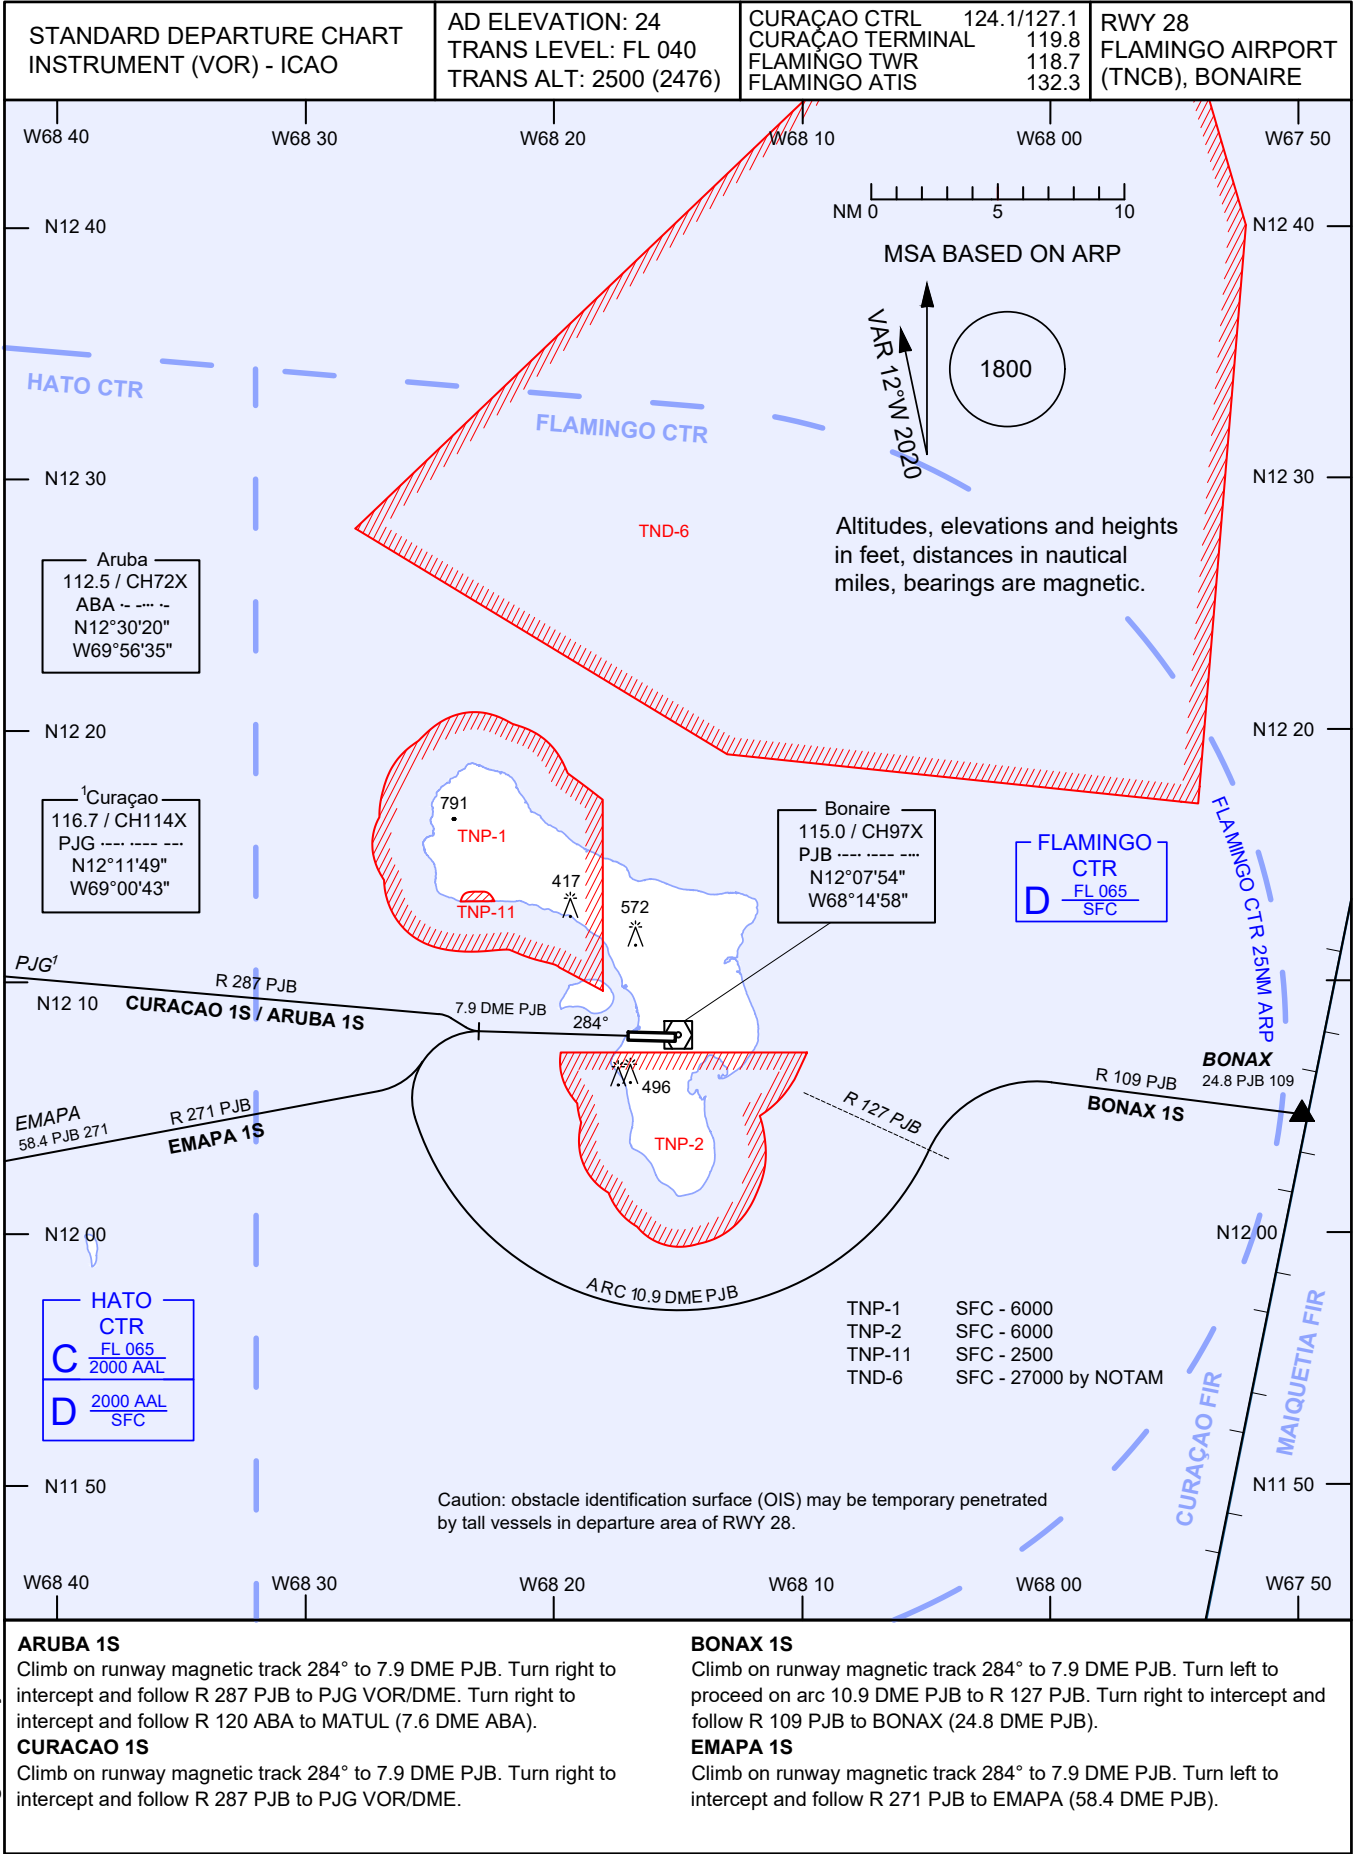 STANDARD DEPARTURE CHART
INSTRUMENT (VOR) - ICAO
AD ELEVATION: 24
TRANS LEVEL: FL 040
TRANS ALT: 2500 (2476)
CURAÇAO CTRL 124.1/127.1
CURAÇAO TERMINAL 119.8
FLAMINGO TWR 118.7
FLAMINGO ATIS 132.3
RWY 28
FLAMINGO AIRPORT
(TNCB), BONAIRE
W68 40
W68 30
W68 20
W68 10
W68 00
W67 50
NM 0 5 10
N12 40
N12 40
MSA BASED ON ARP
VAR 12°W 2020
1800
HATO CTR
FLAMINGO CTR
N12 30
N12 30
TND-6
Altitudes, elevations and heights
in feet, distances in nautical
miles, bearings are magnetic.
Aruba
112.5 / CH72X
ABA ·- -··· ·-
N12°30'20"
W69°56'35"
N12 20
N12 20
¹Curaçao
116.7 / CH114X
PJG ·--· ·--- --·
N12°11'49"
W69°00'43"
791
TNP-1
417
TNP-11
572
Bonaire
115.0 / CH97X
PJB ·--· ·--- -···
N12°07'54"
W68°14'58"
FLAMINGO
CTR
D FL 065
SFC
FLAMINGO CTR 25NM ARP
PJG¹
R 287 PJB
N12 10
CURACAO 1S / ARUBA 1S
7.9 DME PJB
284°
496
BONAX
24.8 PJB 109
R 109 PJB
BONAX 1S
R 127 PJB
EMAPA
58.4 PJB 271
R 271 PJB
EMAPA 1S
TNP-2
N12 00
N12 00
ARC 10.9 DME PJB
HATO
CTR
C FL 065
2000 AAL
D 2000 AAL
SFC
TNP-1 SFC - 6000
TNP-2 SFC - 6000
TNP-11 SFC - 2500
TND-6 SFC - 27000 by NOTAM
CURAÇAO FIR
MAIQUETIA FIR
N11 50
N11 50
Caution: obstacle identification surface (OIS) may be temporary penetrated
by tall vessels in departure area of RWY 28.
W68 40
W68 30
W68 20
W68 10
W68 00
W67 50
ARUBA 1S
Climb on runway magnetic track 284° to 7.9 DME PJB. Turn right to
intercept and follow R 287 PJB to PJG VOR/DME. Turn right to
intercept and follow R 120 ABA to MATUL (7.6 DME ABA).
CURACAO 1S
Climb on runway magnetic track 284° to 7.9 DME PJB. Turn right to
intercept and follow R 287 PJB to PJG VOR/DME.
BONAX 1S
Climb on runway magnetic track 284° to 7.9 DME PJB. Turn left to
proceed on arc 10.9 DME PJB to R 127 PJB. Turn right to intercept and
follow R 109 PJB to BONAX (24.8 DME PJB).
EMAPA 1S
Climb on runway magnetic track 284° to 7.9 DME PJB. Turn left to
intercept and follow R 271 PJB to EMAPA (58.4 DME PJB).